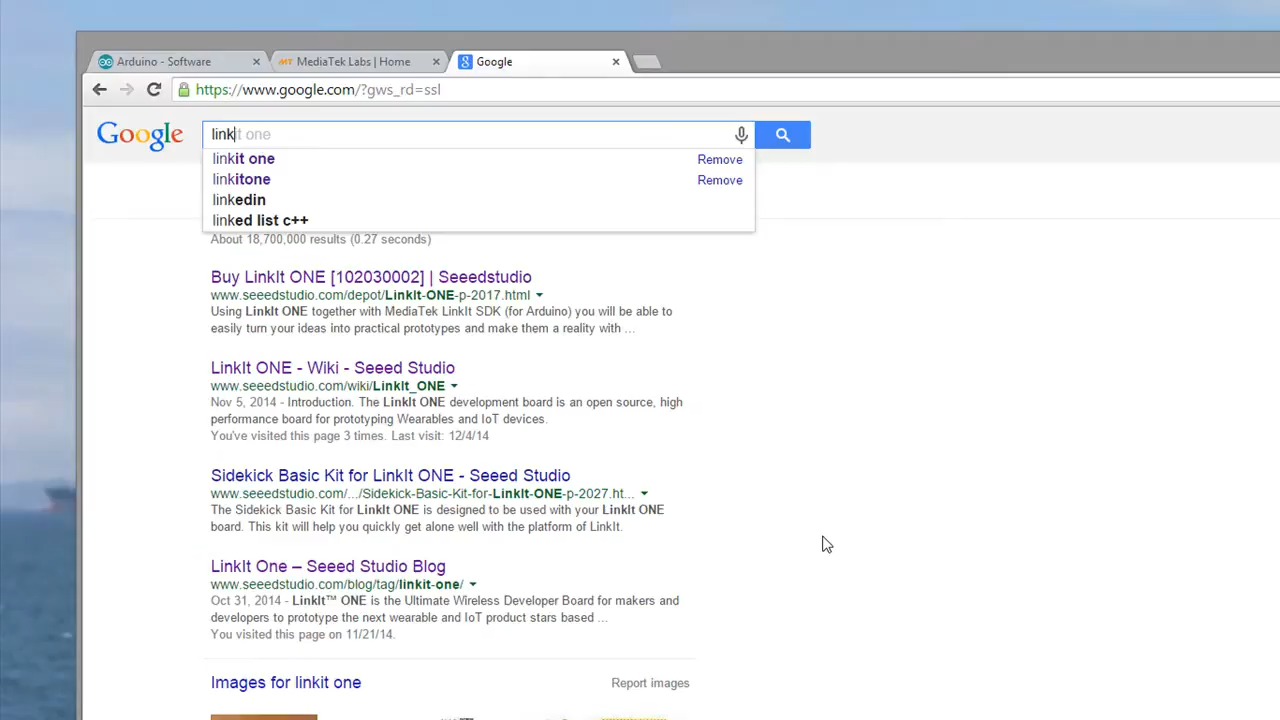 Arduino - Software
MediaTek Labs | Home
Google
https://www.google.com/?gws_rd=ssl
Google
linkit one
linkit one Remove
linkitone Remove
linkedin
linked list c++
About 18,700,000 results (0.27 seconds)
Buy LinkIt ONE [102030002] | Seeedstudio
www.seeedstudio.com/depot/LinkIt-ONE-p-2017.html
Using LinkIt ONE together with MediaTek LinkIt SDK (for Arduino) you will be able to
easily turn your ideas into practical prototypes and make them a reality with ...
LinkIt ONE - Wiki - Seeed Studio
www.seeedstudio.com/wiki/LinkIt_ONE
Nov 5, 2014 - Introduction. The LinkIt ONE development board is an open source, high
performance board for prototyping Wearables and IoT devices.
You've visited this page 3 times. Last visit: 12/4/14
Sidekick Basic Kit for LinkIt ONE - Seeed Studio
www.seeedstudio.com/.../Sidekick-Basic-Kit-for-LinkIt-ONE-p-2027.ht...
The Sidekick Basic Kit for LinkIt ONE is designed to be used with your LinkIt ONE
board. This kit will help you quickly get alone well with the platform of LinkIt.
LinkIt One – Seeed Studio Blog
www.seeedstudio.com/blog/tag/linkit-one/
Oct 31, 2014 - LinkIt™ ONE is the Ultimate Wireless Developer Board for makers and
developers to prototype the next wearable and IoT product stars based ...
You visited this page on 11/21/14.
Images for linkit one Report images